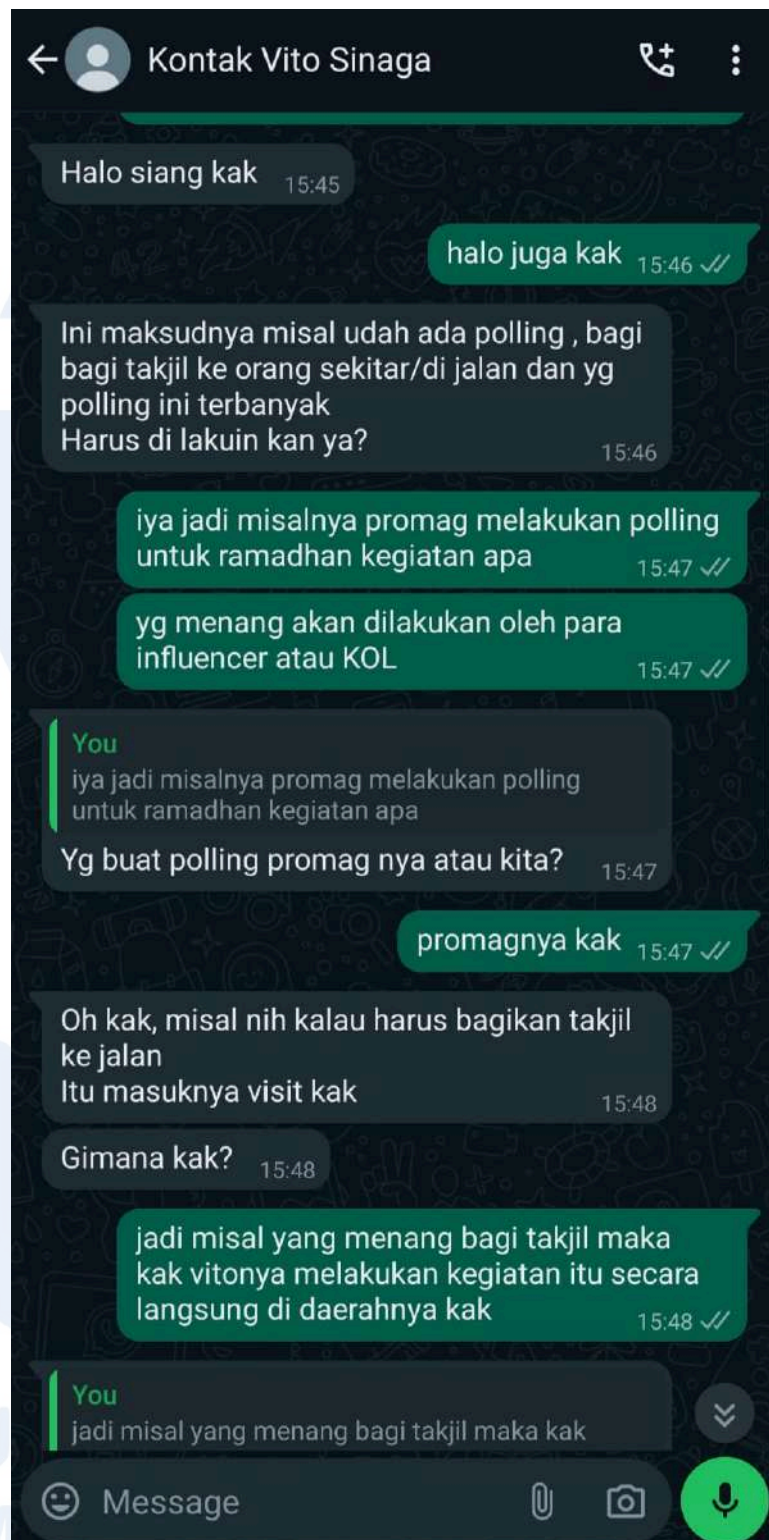 Kontak Vito Sinaga
Halo siang kak 15:45
halo juga kak 15:46
Ini maksudnya misal udah ada polling , bagi
bagi takjil ke orang sekitar/di jalan dan yg
polling ini terbanyak
Harus di lakuin kan ya? 15:46
iya jadi misalnya promag melakukan polling
untuk ramadhan kegiatan apa 15:47
yg menang akan dilakukan oleh para
influencer atau KOL 15:47
You
iya jadi misalnya promag melakukan polling
untuk ramadhan kegiatan apa
Yg buat polling promag nya atau kita? 15:47
promagnya kak 15:47
Oh kak, misal nih kalau harus bagikan takjil
ke jalan
Itu masuknya visit kak 15:48
Gimana kak? 15:48
jadi misal yang menang bagi takjil maka
kak vitonya melakukan kegiatan itu secara
langsung di daerahnya kak 15:48
You
jadi misal yang menang bagi takjil maka kak
Message